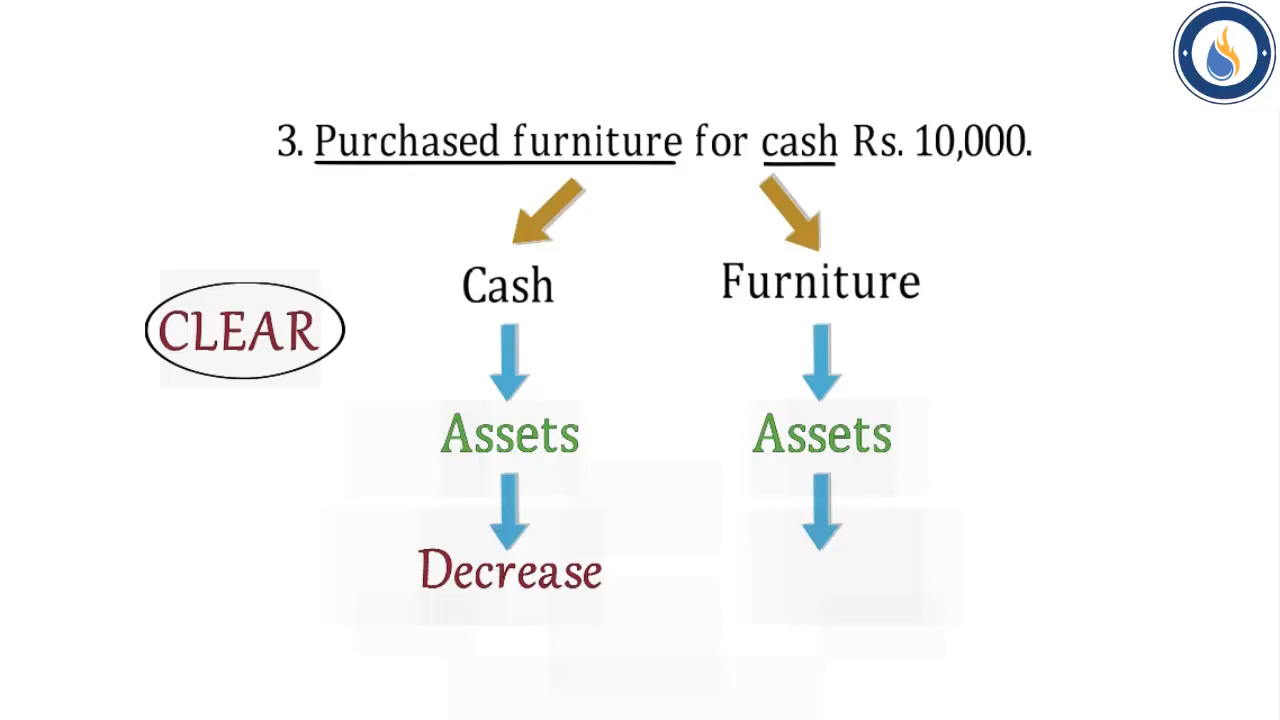 3. Purchased furniture for cash Rs. 10,000.
Cash
Furniture
CLEAR
Assets
Assets
Decrease